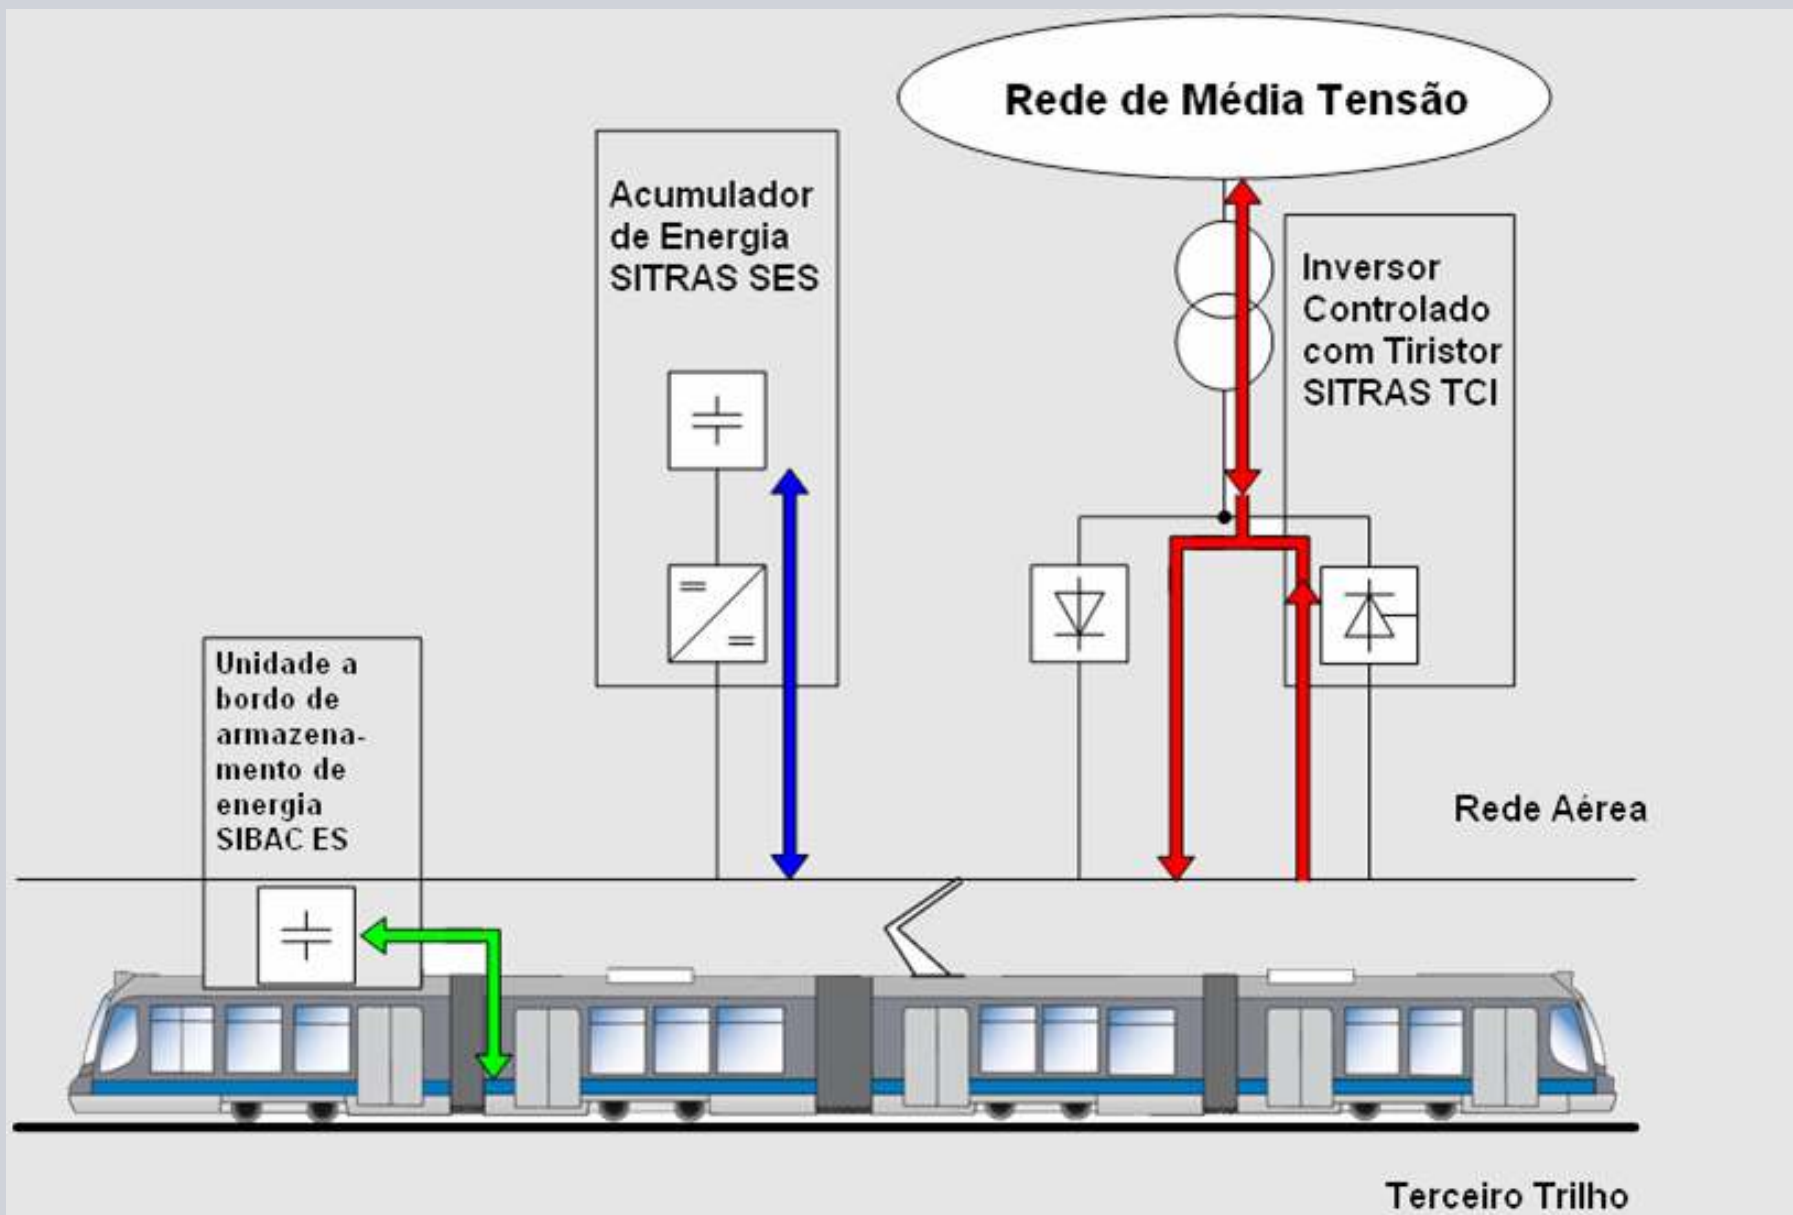 Rede de Média Tensão
Acumulador
de Energia
SITRAS SES
Inversor
Controlado
com Tiristor
SITRAS TCI
Unidade a
bordo de
armazena-
mento de
energia
SIBAC ES
Rede Aérea
Terceiro Trilho